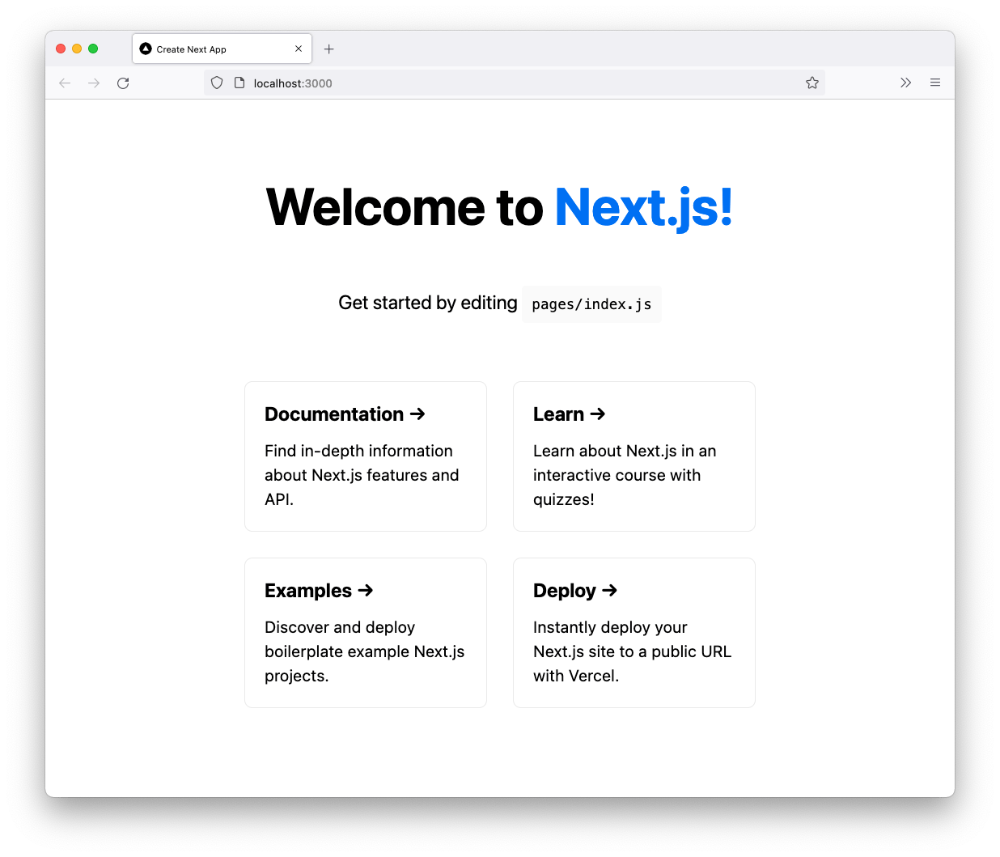 Create Next App
localhost:3000
Welcome to Next.js!
Get started by editing pages/index.js
Documentation →
Find in-depth information
about Next.js features and
API.
Learn →
Learn about Next.js in an
interactive course with
quizzes!
Examples →
Discover and deploy
boilerplate example Next.js
projects.
Deploy →
Instantly deploy your
Next.js site to a public URL
with Vercel.